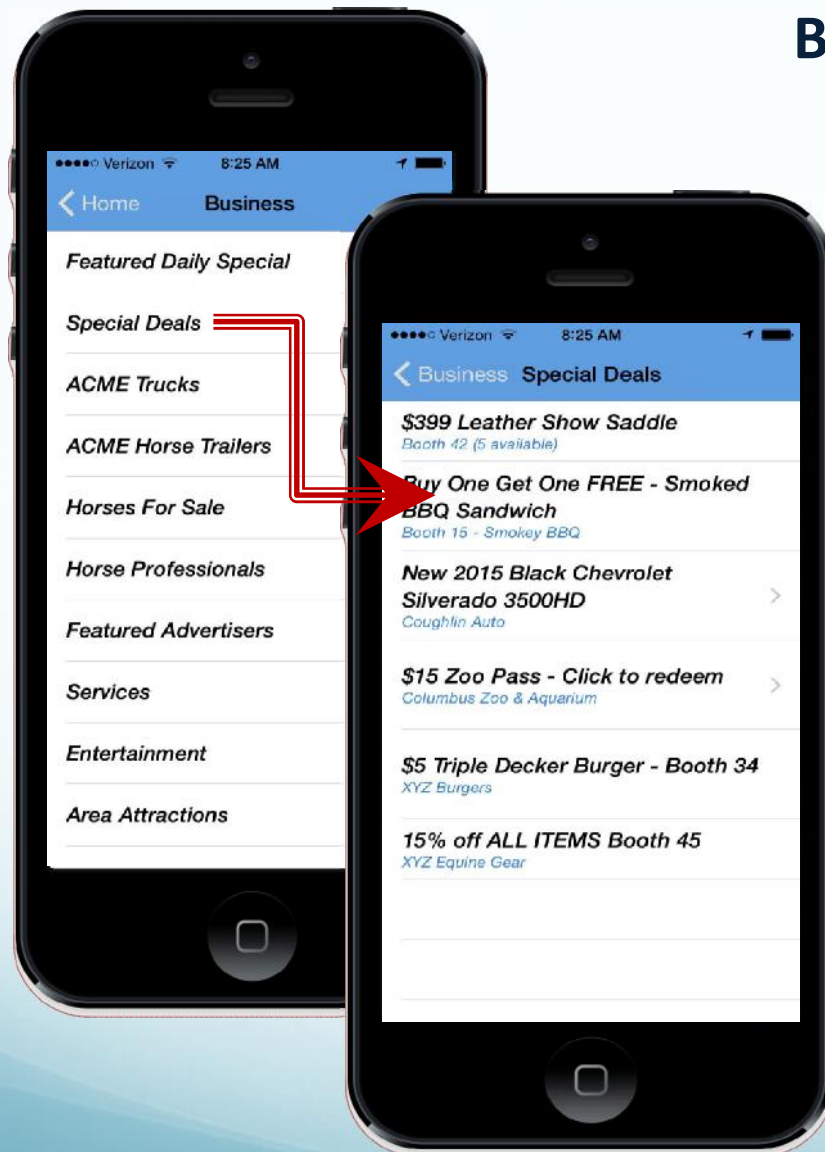 B
Verizon 8:25 AM
Home Business
Featured Daily Special
Special Deals
ACME Trucks
ACME Horse Trailers
Horses For Sale
Horse Professionals
Featured Advertisers
Services
Entertainment
Area Attractions
Verizon 8:25 AM
Business Special Deals
$399 Leather Show Saddle
Booth 42 (5 available)
Buy One Get One FREE - Smoked
BBQ Sandwich
Booth 15 - Smokey BBQ
New 2015 Black Chevrolet
Silverado 3500HD
Coughlin Auto
$15 Zoo Pass - Click to redeem
Columbus Zoo & Aquarium
$5 Triple Decker Burger - Booth 34
XYZ Burgers
15% off ALL ITEMS Booth 45
XYZ Equine Gear